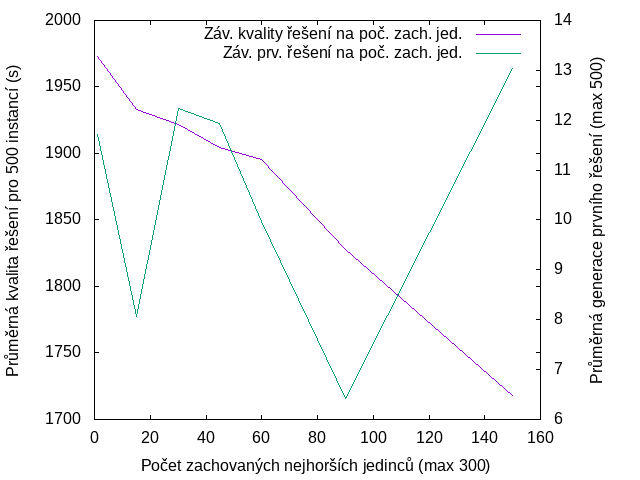 Záv. kvality řešení na poč. zach. jed.
Záv. prv. řešení na poč. zach. jed.
2000
1950
1900
1850
1800
1750
1700
14
13
12
11
10
9
8
7
6
0 20 40 60 80 100 120 140 160
Průměrná kvalita řešení pro 500 instancí (s)
Průměrná generace prvního řešení (max 500)
Počet zachovaných nejhorších jedinců (max 300)